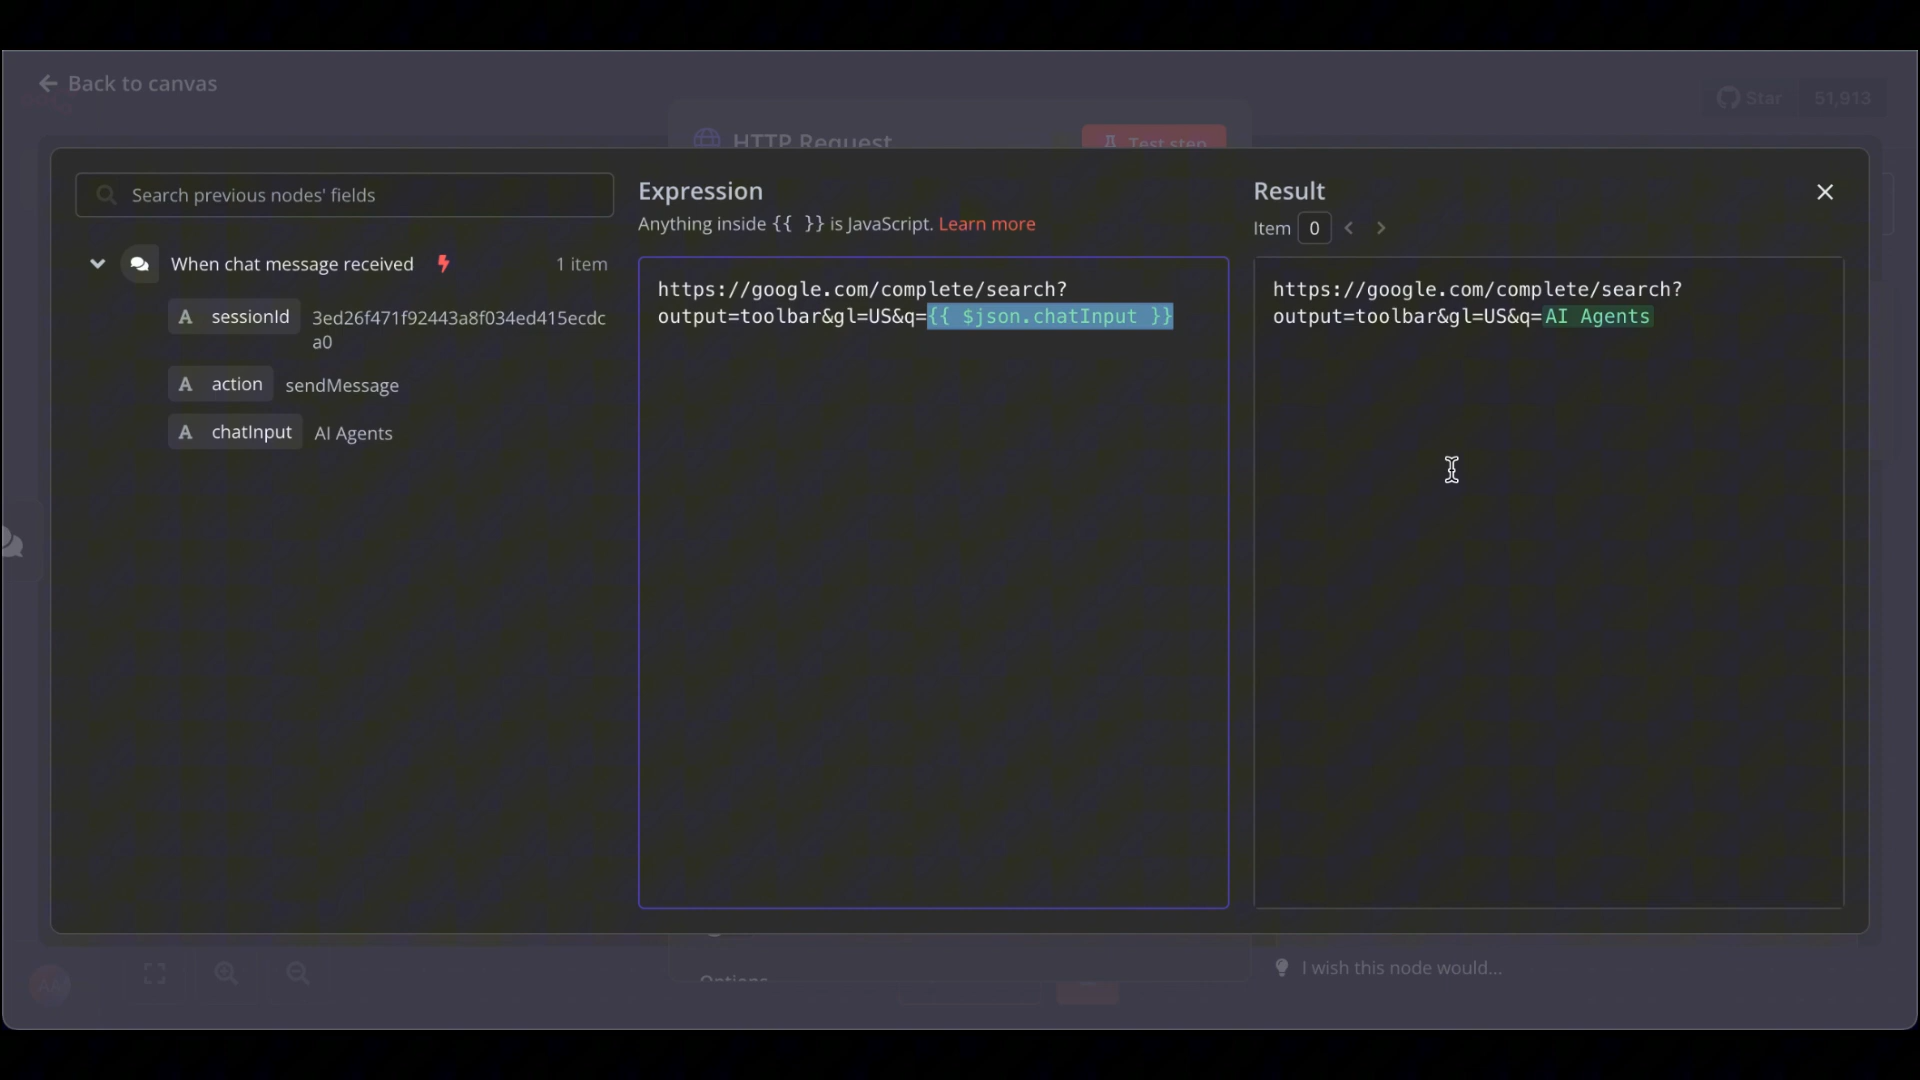 Back to canvas
Star 51,913
HTTP Request
Test step
Search previous nodes' fields
When chat message received 1 item
A sessionId 3ed26f471f92443a8f034ed415ecdc
a0
A action sendMessage
A chatInput AI Agents
Expression
Anything inside {{ }} is JavaScript. Learn more
https://google.com/complete/search?
output=toolbar&gl=US&q={{ $json.chatInput }}
Result
Item 0
https://google.com/complete/search?
output=toolbar&gl=US&q=AI Agents
Options
I wish this node would...
AA